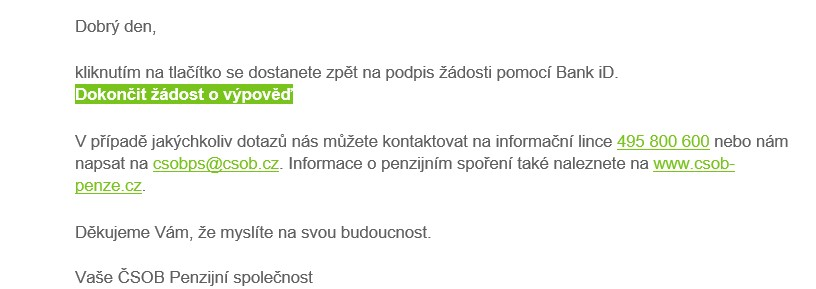 Dobrý den,
kliknutím na tlačítko se dostanete zpět na podpis žádosti pomocí Bank iD.
Dokončit žádost o výpověď
V případě jakýchkoliv dotazů nás můžete kontaktovat na informační lince 495 800 600 nebo nám
napsat na csobps@csob.cz. Informace o penzijním spoření také naleznete na www.csob-
penze.cz.
Děkujeme Vám, že myslíte na svou budoucnost.
Vaše ČSOB Penzijní společnost